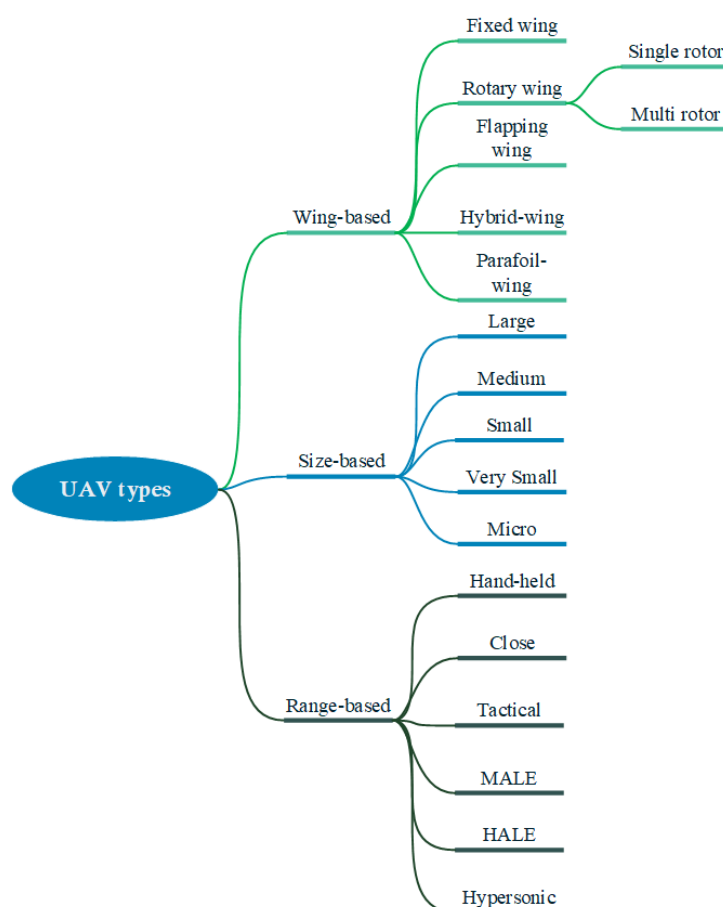 Fixed wing
Single rotor
Rotary wing
Multi rotor
Flapping
wing
Wing-based
Hybrid-wing
Parafoil-
wing
Large
Medium
Small
Size-based
Very Small
UAV types
Micro
Hand-held
Close
Range-based
Tactical
MALE
HALE
Hypersonic